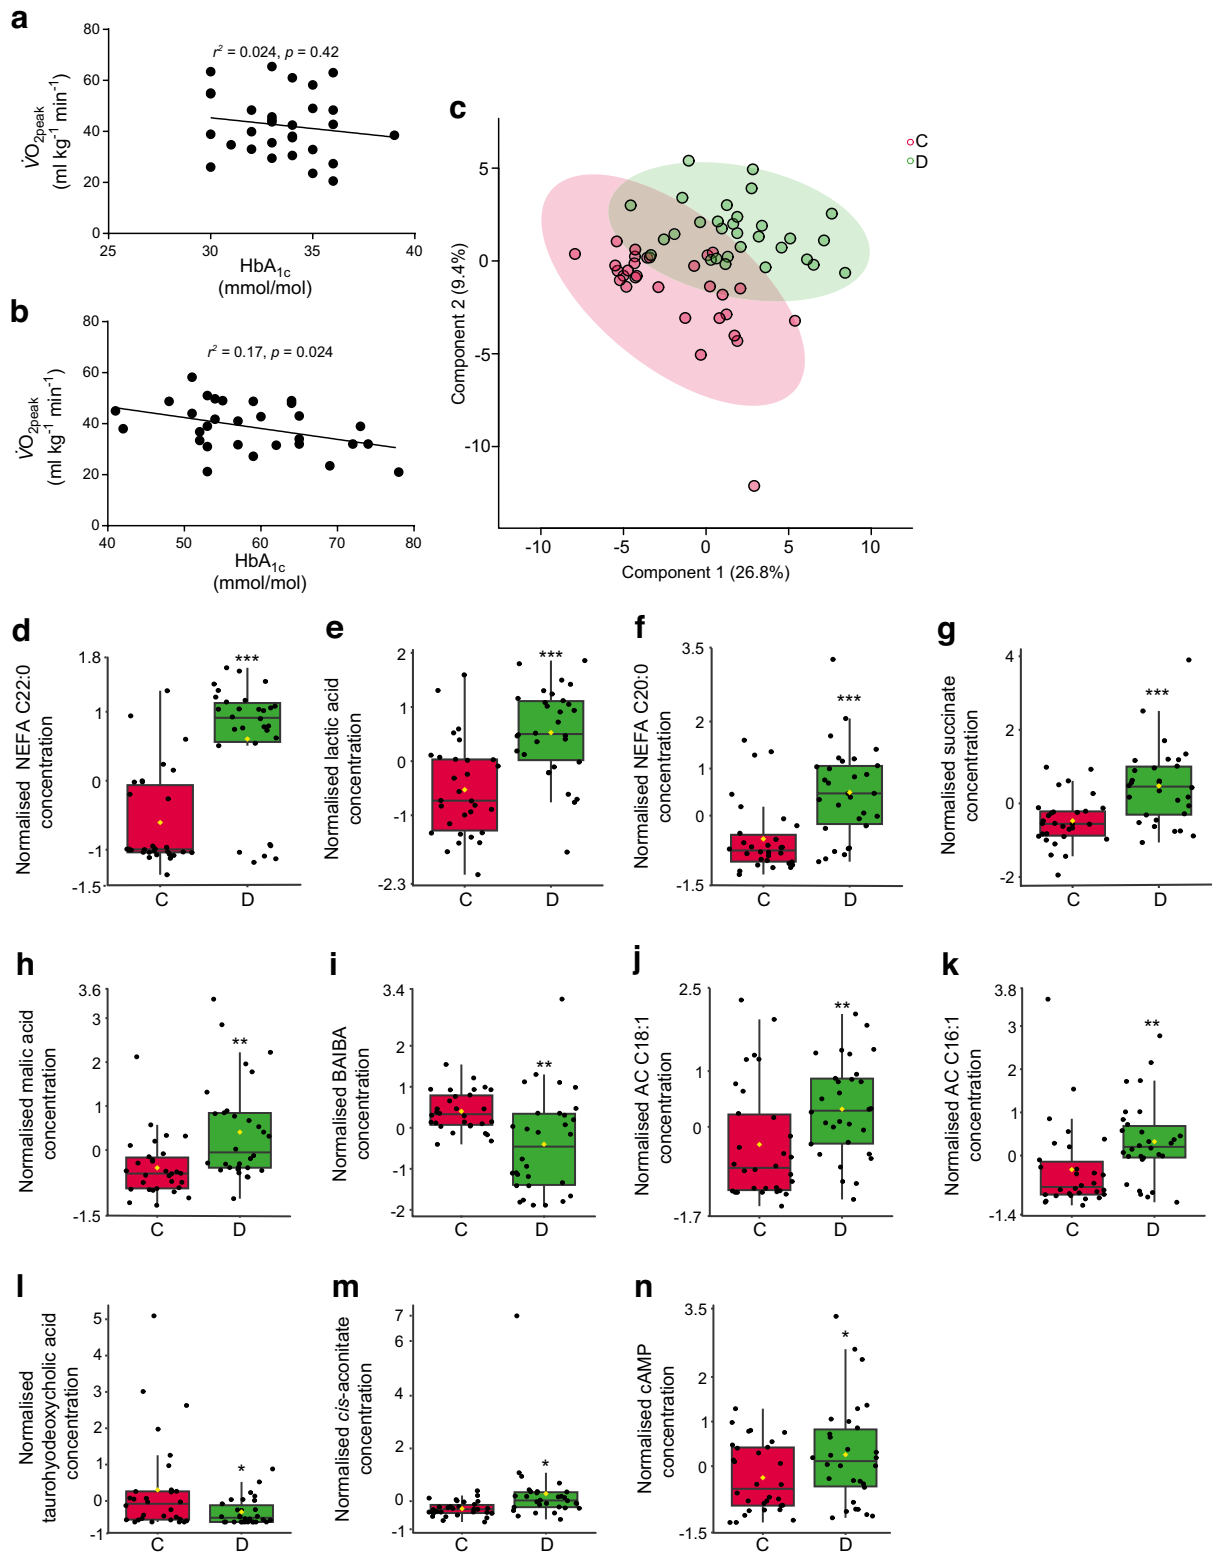 a
80
60
40
20
0
r² = 0.024, p = 0.42
V̇O2peak
(ml kg-1 min-1)
25
30
35
40
HbA1c
(mmol/mol)
b
80
60
40
20
0
r² = 0.17, p = 0.024
V̇O2peak
(ml kg-1 min-1)
40
50
60
70
80
HbA1c
(mmol/mol)
c
5
0
-5
-10
Component 2 (9.4%)
-10
-5
0
5
10
Component 1 (26.8%)
C
D
d
Normalised NEFA C22:0
concentration
1.8
1
0
-1
-1.5
***
C
D
e
Normalised lactic acid
concentration
2
1
0
-1
-2.3
***
C
D
f
Normalised NEFA C20:0
concentration
3.5
2
1
0
-1.5
***
C
D
g
Normalised succinate
concentration
4
2
0
-2
***
C
D
h
Normalised malic acid
concentration
3.6
3
2
1
0
-1.5
**
C
D
i
Normalised BAIBA
concentration
3.4
2
1
0
-1
-2
**
C
D
j
Normalised AC C18:1
concentration
2.5
1
0
-1.7
**
C
D
k
Normalised AC C16:1
concentration
3.8
3
2
1
0
-1.4
**
C
D
l
Normalised
taurohyodeoxycholic acid
concentration
5
4
3
2
1
0
-1
*
C
D
m
Normalised cis-aconitate
concentration
7
6
4
2
0
-1
*
C
D
n
Normalised cAMP
concentration
3.5
2
1
0
-1.5
*
C
D